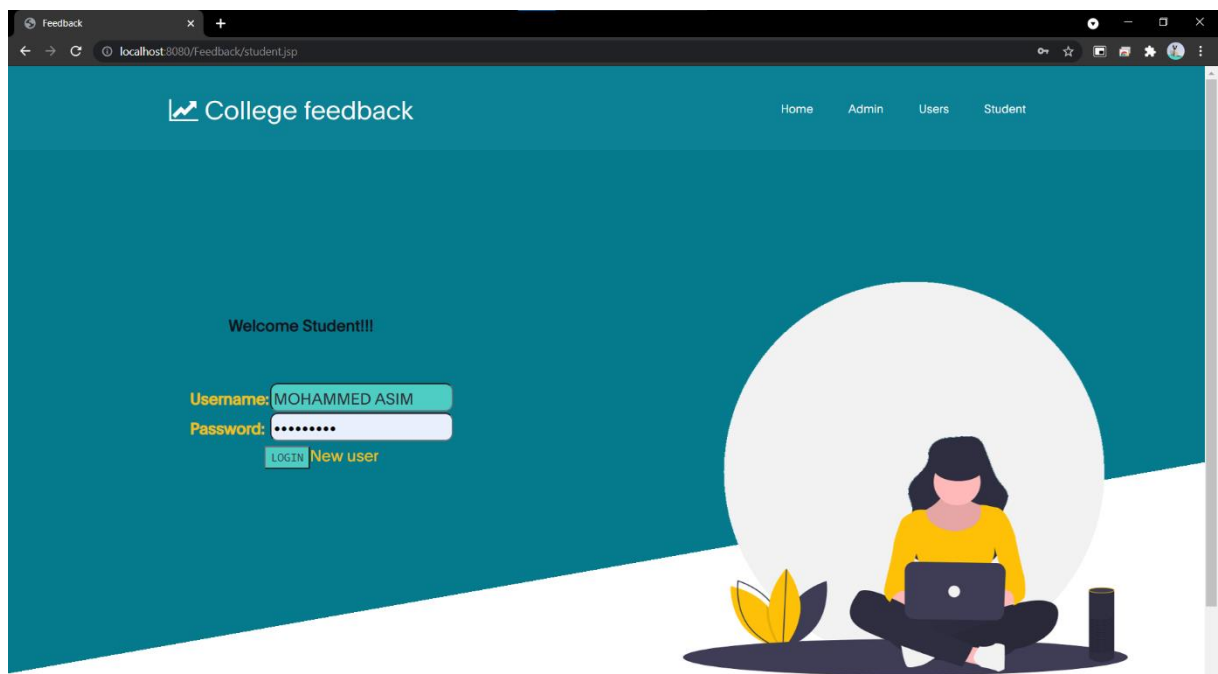 Feedback
localhost:8080/Feedback/student.jsp
College feedback
Home Admin Users Student
Welcome Student!!!
Username: MOHAMMED ASIM
Password: •••••••••
LOGIN New user